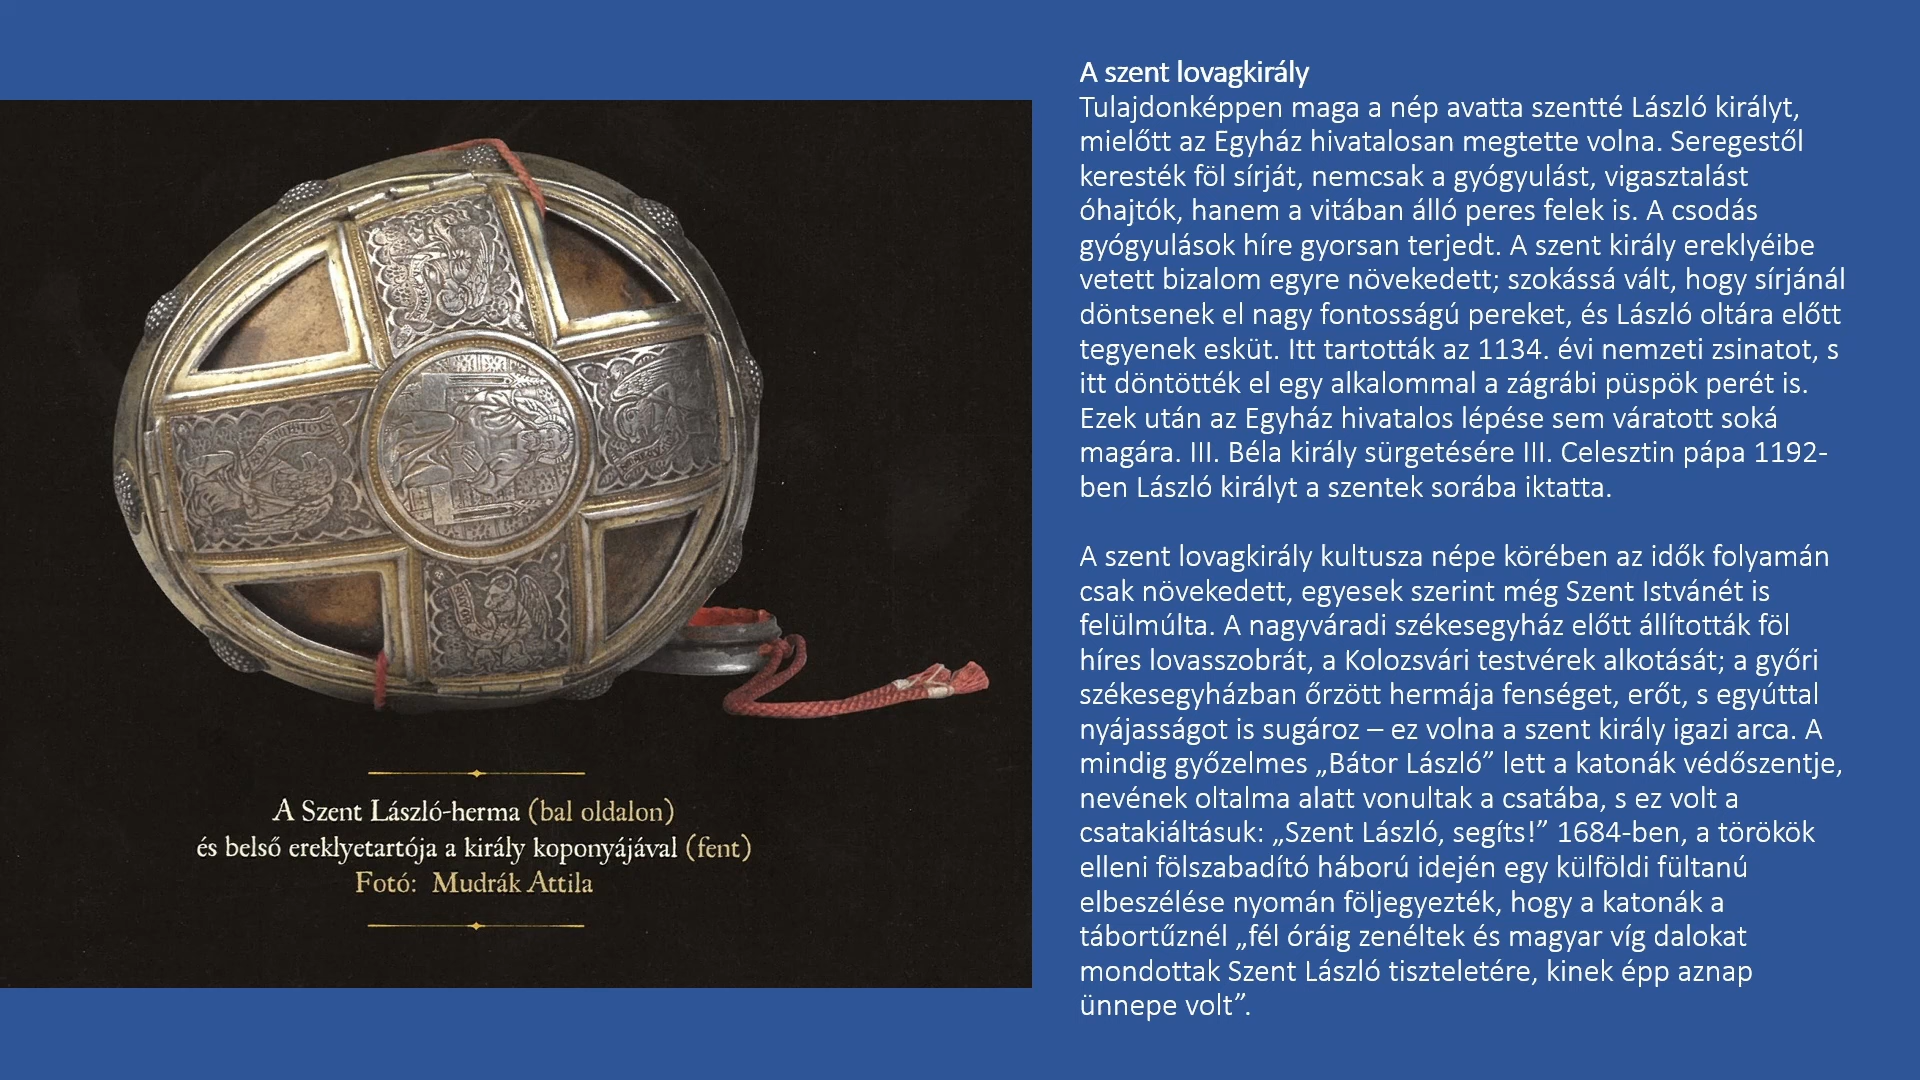 A szent lovagkirály
Tulajdonképpen maga a nép avatta szentté László királyt,
mielőtt az Egyház hivatalosan megtette volna. Seregestől
keresték föl sírját, nemcsak a gyógyulást, vigasztalást
óhajtók, hanem a vitában álló peres felek is. A csodás
gyógyulások híre gyorsan terjedt. A szent király ereklyéibe
vetett bizalom egyre növekedett; szokássá vált, hogy sírjánál
döntsenek el nagy fontosságú pereket, és László oltára előtt
tegyenek esküt. Itt tartották az 1134. évi nemzeti zsinatot, s
itt döntötték el egy alkalommal a zágrábi püspök perét is.
Ezek után az Egyház hivatalos lépése sem váratott soká
magára. III. Béla király sürgetésére III. Celesztin pápa 1192-
ben László királyt a szentek sorába iktatta.
A szent lovagkirály kultusza népe körében az idők folyamán
csak növekedett, egyesek szerint még Szent Istvánét is
felülmúlta. A nagyváradi székesegyház előtt állították föl
híres lovasszobrát, a Kolozsvári testvérek alkotását; a győri
székesegyházban őrzött hermája fenséget, erőt, s egyúttal
nyájasságot is sugároz – ez volna a szent király igazi arca. A
mindig győzelmes „Bátor László” lett a katonák védőszentje,
nevének oltalma alatt vonultak a csatába, s ez volt a
csatakiáltásuk: „Szent László, segíts!” 1684-ben, a törökök
elleni fölszabadító háború idején egy külföldi fültanú
elbeszélése nyomán följegyezték, hogy a katonák a
tábortűznél „fél óráig zenéltek és magyar víg dalokat
mondottak Szent László tiszteletére, kinek épp aznap
ünnepe volt”.
A Szent László-herma (bal oldalon)
és belső ereklyetartója a király koponyájával (fent)
Fotó: Mudrák Attila